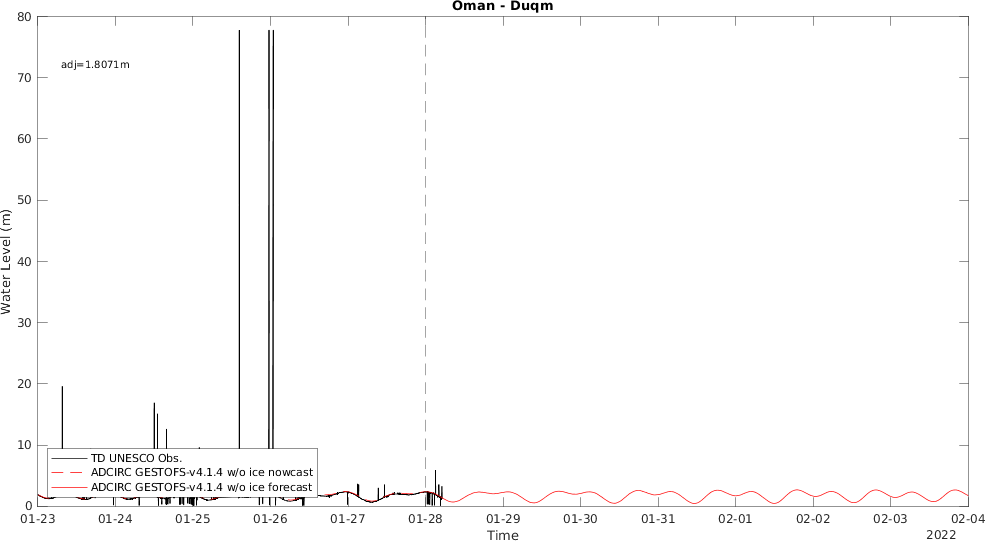 Oman - Duqm
80
70
60
50
40
30
20
10
0
Water Level (m)
adj=1.8071m
TD UNESCO Obs.
ADCIRC GESTOFS-v4.1.4 w/o ice nowcast
ADCIRC GESTOFS-v4.1.4 w/o ice forecast
01-23 01-24 01-25 01-26 01-27 01-28 01-29 01-30 01-31 02-01 02-02 02-03 02-04
Time
2022